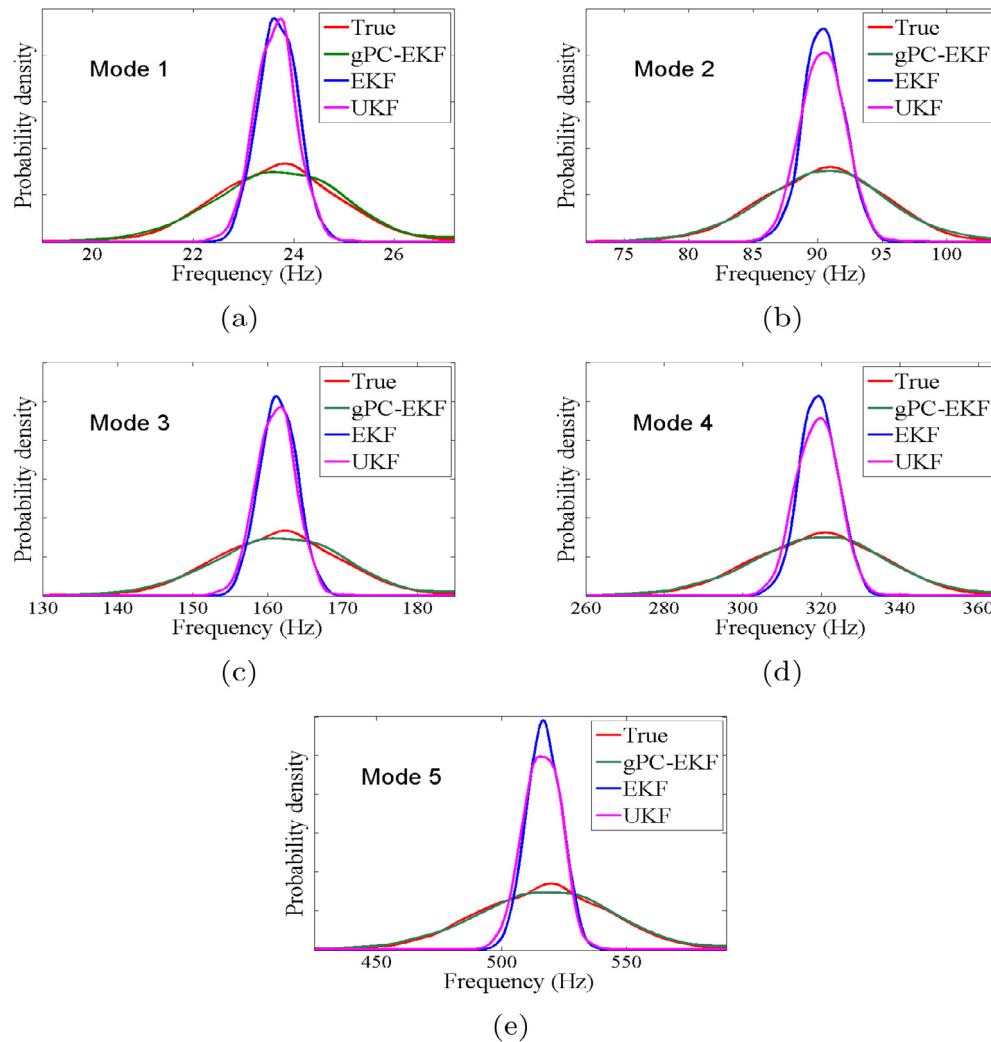 True
gPC-EKF
EKF
UKF
Mode 1
Probability density
20 22 24 26
Frequency (Hz)
(a)
True
gPC-EKF
EKF
UKF
Mode 2
Probability density
75 80 85 90 95 100
Frequency (Hz)
(b)
True
gPC-EKF
EKF
UKF
Mode 3
Probability density
130 140 150 160 170 180
Frequency (Hz)
(c)
True
gPC-EKF
EKF
UKF
Mode 4
Probability density
260 280 300 320 340 360
Frequency (Hz)
(d)
True
gPC-EKF
EKF
UKF
Mode 5
Probability density
450 500 550
Frequency (Hz)
(e)